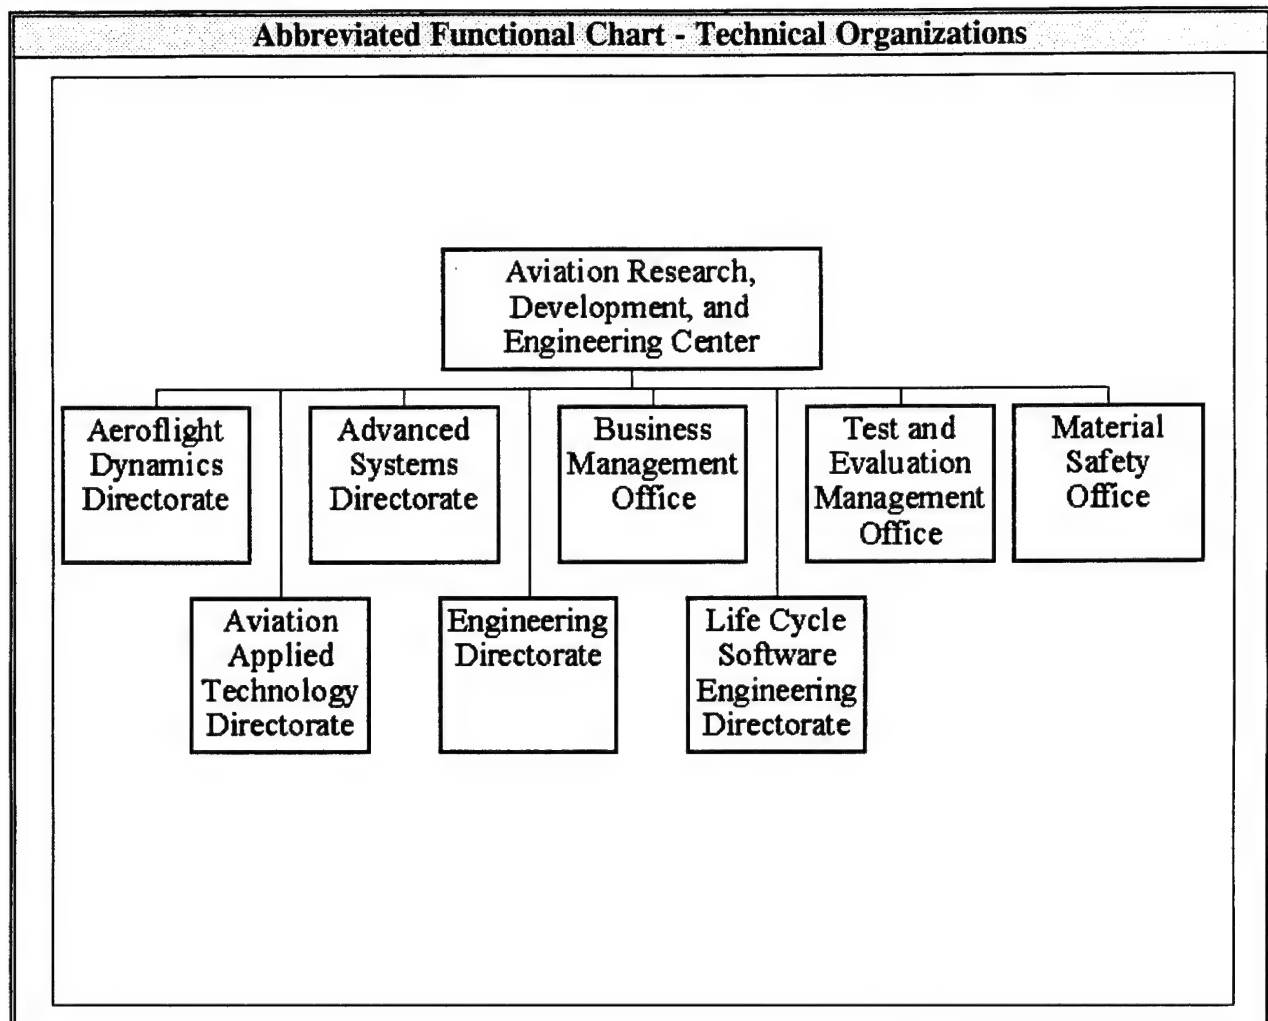 Abbreviated Functional Chart - Technical Organizations
Aviation Research,
Development, and
Engineering Center
Aeroflight
Dynamics
Directorate
Advanced
Systems
Directorate
Business
Management
Office
Test and
Evaluation
Management
Office
Material
Safety
Office
Aviation
Applied
Technology
Directorate
Engineering
Directorate
Life Cycle
Software
Engineering
Directorate